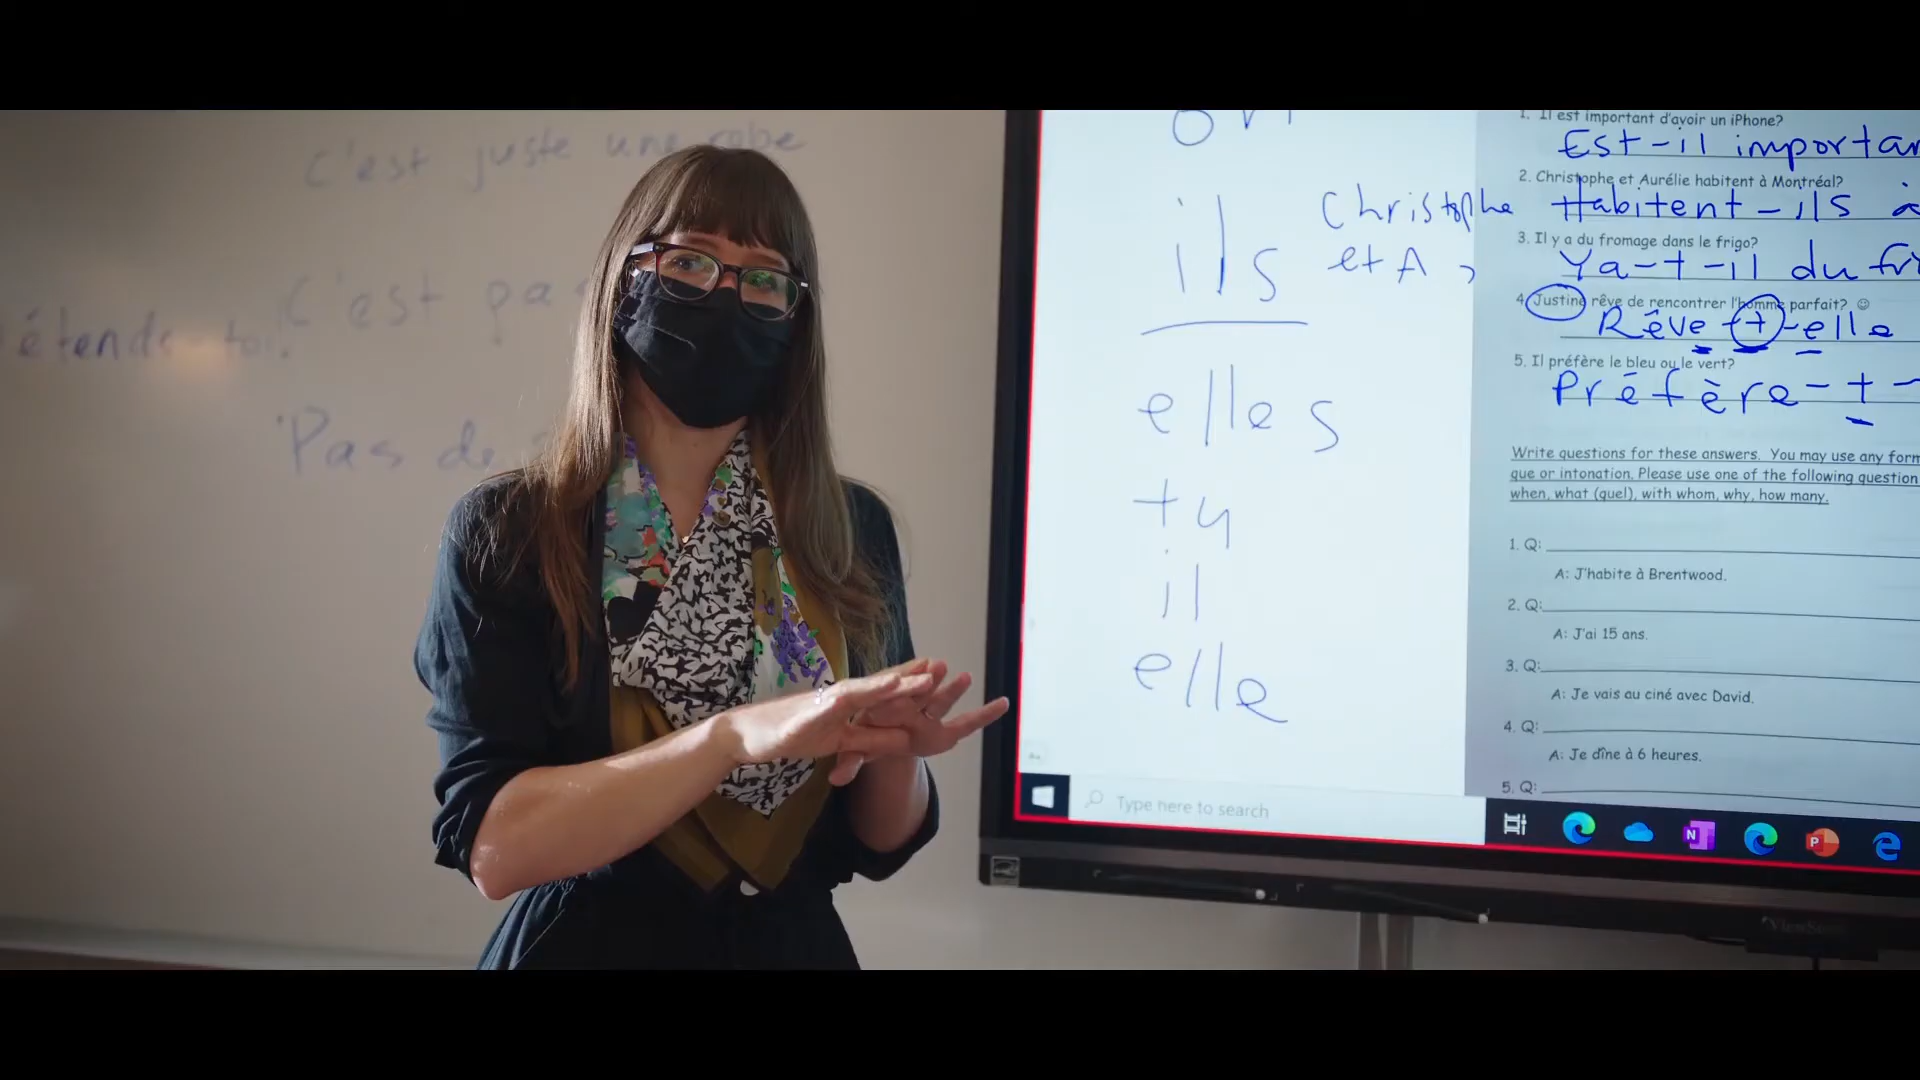 c'est juste une robe
c'est pa
étends-toi.
Pas de
ils
Christophe
et A
elles
tu
il
elle
Type here to search
1. Il est important d'avoir un iPhone?
Est-il importan
2. Christophe et Aurélie habitent à Montréal?
Habitent-ils à
3. Il y a du fromage dans le frigo?
Y a-t-il du fr
4. Justine rêve de rencontrer l'homme parfait? ☺
Rêve-t-elle
5. Il préfère le bleu ou le vert?
Préfère-t-
Write questions for these answers. You may use any form
que or intonation. Please use one of the following question
when, what (quel), with whom, why, how many.
1. Q:
A: J'habite à Brentwood.
2. Q:
A: J'ai 15 ans.
3. Q:
A: Je vais au ciné avec David.
4. Q:
A: Je dîne à 6 heures.
5. Q:
N
P
ViewSonic